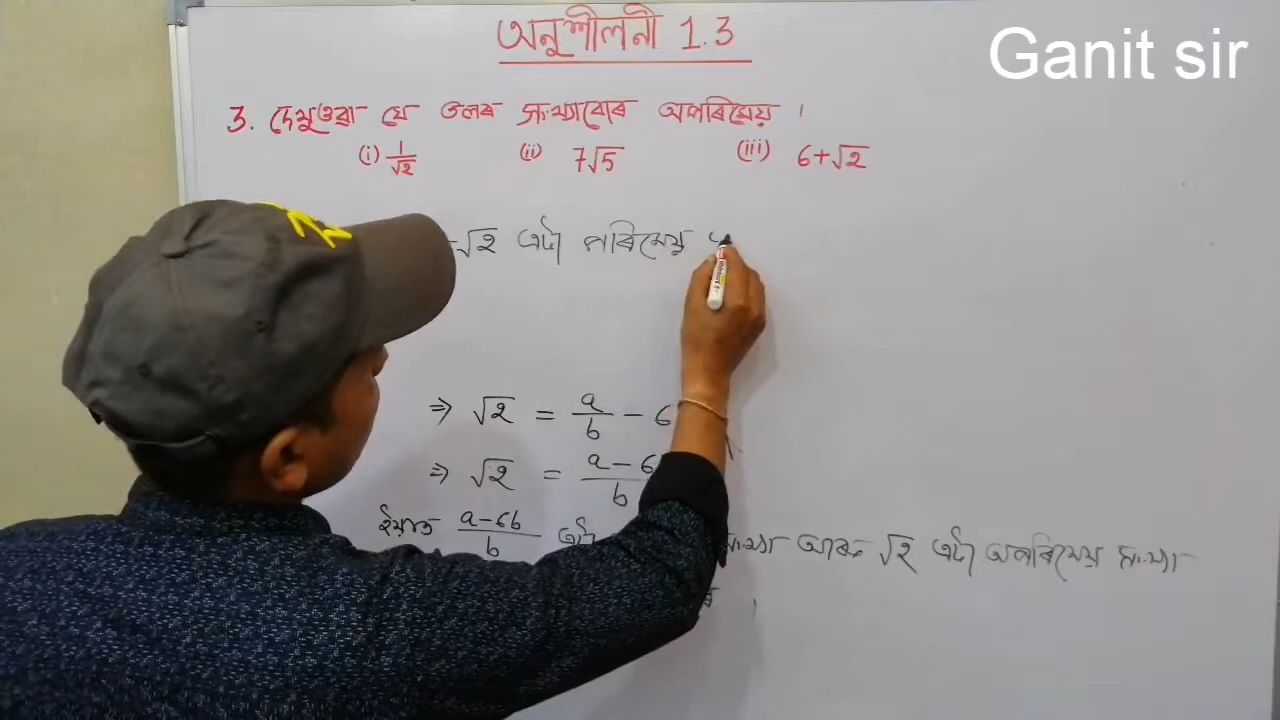 অনুশীলনী 1.3
Ganit sir
3. দেখুওৱা যে তলৰ সংখ্যাবোৰ অপৰিমেয় ।
(i) 1/√2 (ii) 7√5 (iii) 6+√2
√2 এটা পৰিমেয়
⇒ √2 = a/b - 6
⇒ √2 = a-6/b
ইয়াত a-6b/b এটা সংখ্যা আৰু √2 এটা অপৰিমেয় সংখ্যা
।